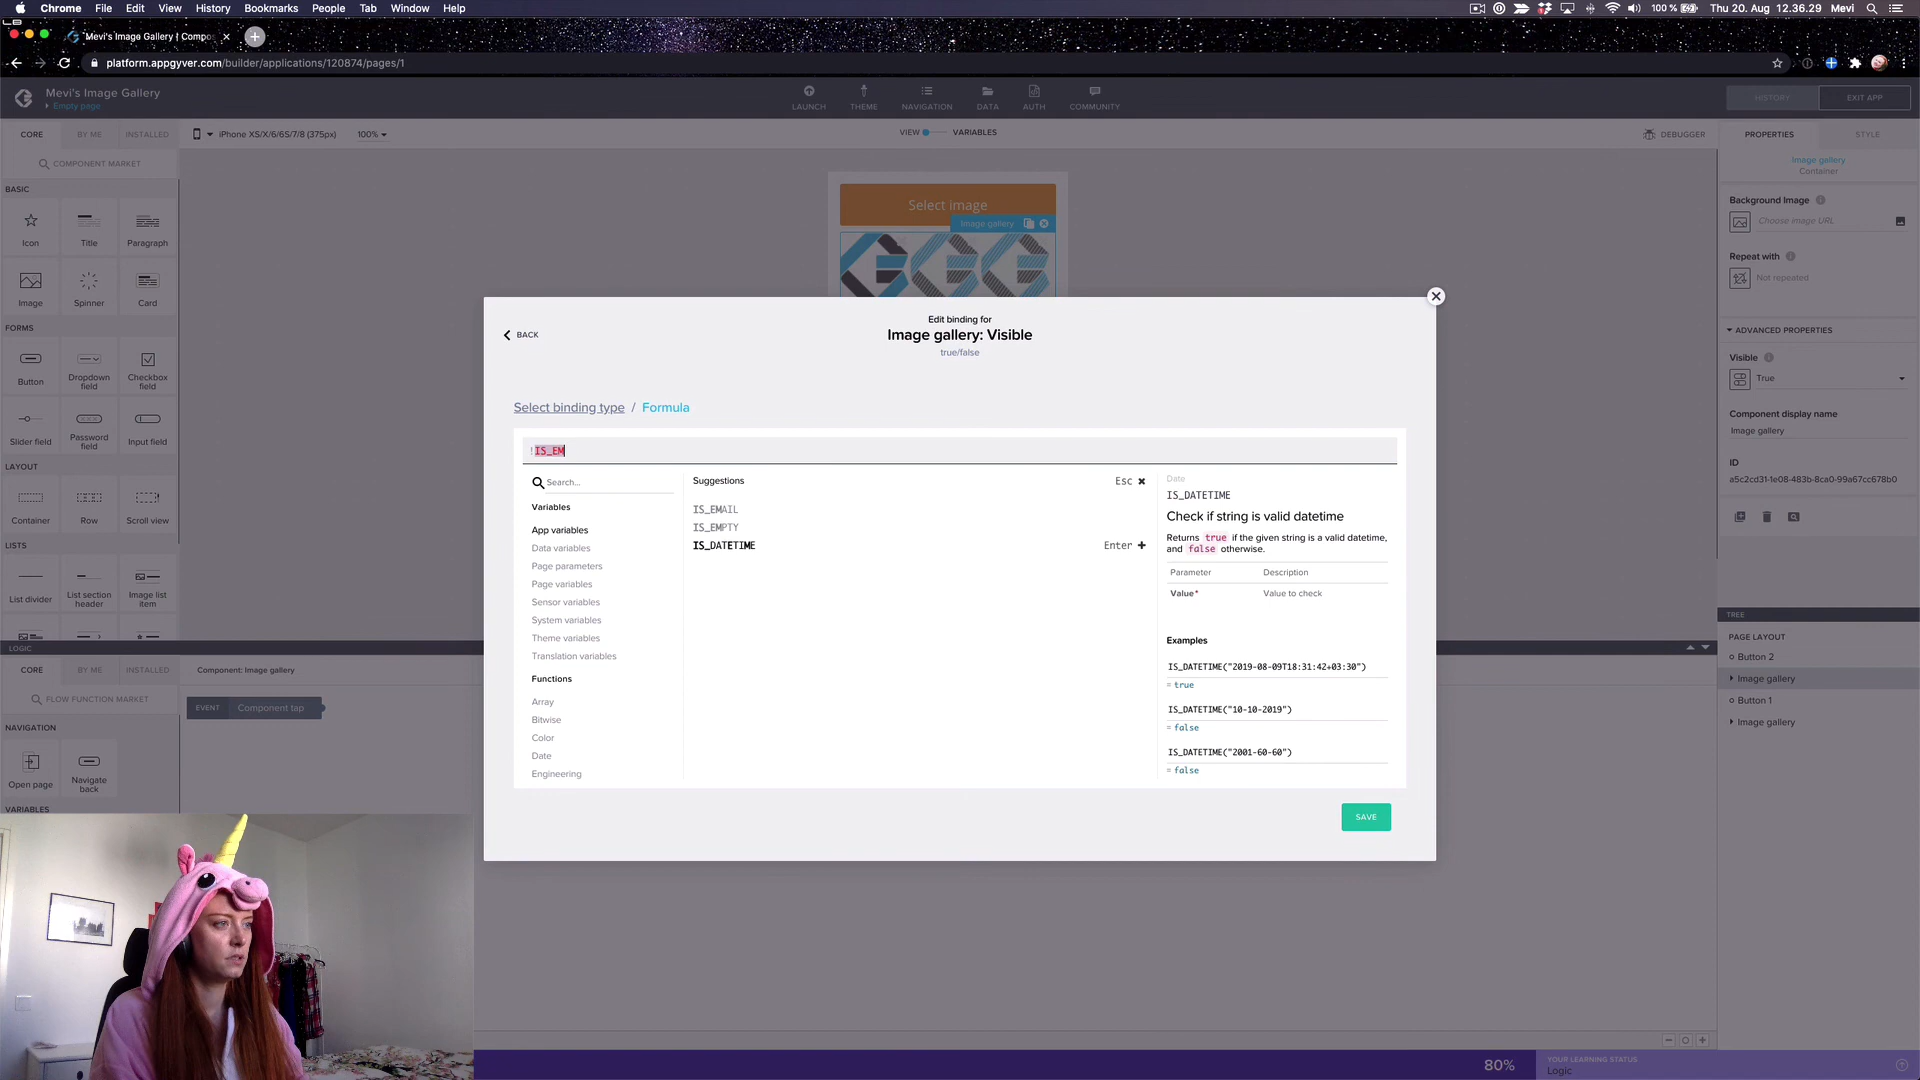 Chrome File Edit View History Bookmarks People Tab Window Help 100 % Thu 20. Aug 12.36.29 Mevi
Mevi's Image Gallery | Compo
platform.appgyver.com/builder/applications/120874/pages/1
Mevi's Image Gallery
Empty page
LAUNCH THEME NAVIGATION DATA AUTH COMMUNITY
HISTORY EXIT APP
CORE BY ME INSTALLED
iPhone XS/X/6/6S/7/8 (375px) 100%
VIEW VARIABLES
DEBUGGER
PROPERTIES STYLE
COMPONENT MARKET
BASIC
Icon Title Paragraph
Image Spinner Card
FORMS
Button Dropdown field Checkbox field
Slider field Password field Input field
LAYOUT
Container Row Scroll view
LISTS
List divider List section header Image list item
Select image
Image gallery
Edit binding for
BACK
Image gallery: Visible
true/false
Select binding type / Formula
!IS_EM
Search...
Variables
App variables
Data variables
Page parameters
Page variables
Sensor variables
System variables
Theme variables
Translation variables
Functions
Array
Bitwise
Color
Date
Engineering
Suggestions Esc
IS_EMAIL
IS_EMPTY
IS_DATETIME Enter
Date
IS_DATETIME
Check if string is valid datetime
Returns true if the given string is a valid datetime,
and false otherwise.
Parameter Description
Value* Value to check
Examples
IS_DATETIME("2019-08-09T18:31:42+03:30")
= true
IS_DATETIME("10-10-2019")
= false
IS_DATETIME("2001-60-60")
= false
SAVE
Image gallery
Container
Background Image
Choose image URL
Repeat with
Not repeated
ADVANCED PROPERTIES
Visible
True
Component display name
Image gallery
ID
a5c2cd31-1e08-483b-8ca0-99a67cc678b0
TREE
PAGE LAYOUT
Button 2
Image gallery
Button 1
Image gallery
LOGIC
CORE BY ME INSTALLED
Component: Image gallery
FLOW FUNCTION MARKET
EVENT Component tap
NAVIGATION
Open page Navigate back
VARIABLES
80%
YOUR LEARNING STATUS
Logic